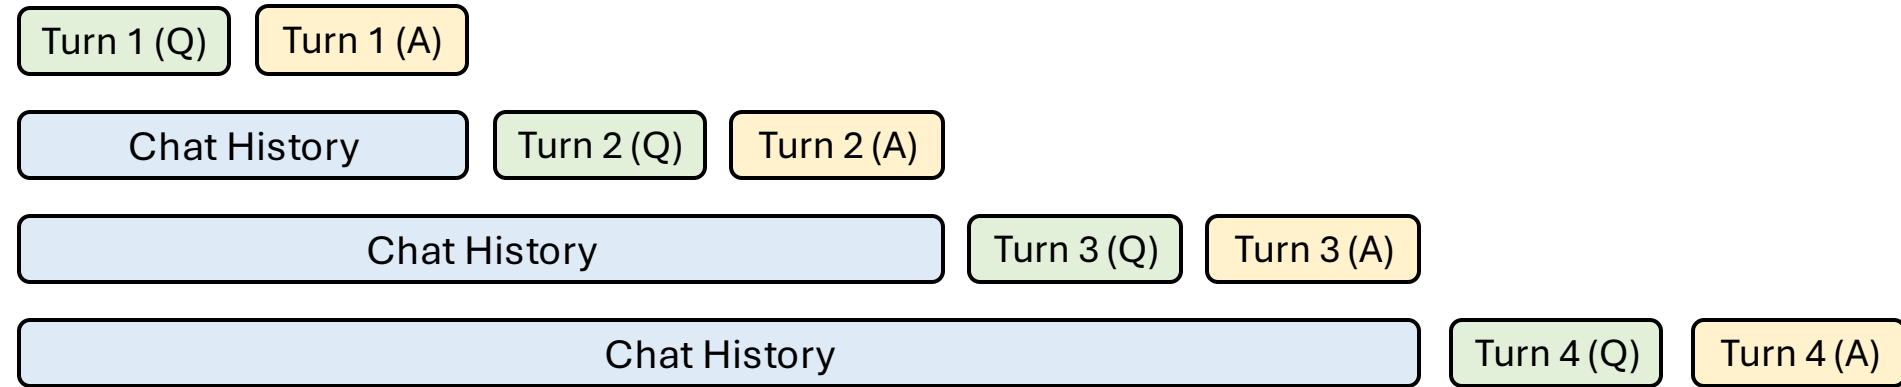 Turn 1 (Q) Turn 1 (A)
Chat History Turn 2 (Q) Turn 2 (A)
Chat History Turn 3 (Q) Turn 3 (A)
Chat History Turn 4 (Q) Turn 4 (A)